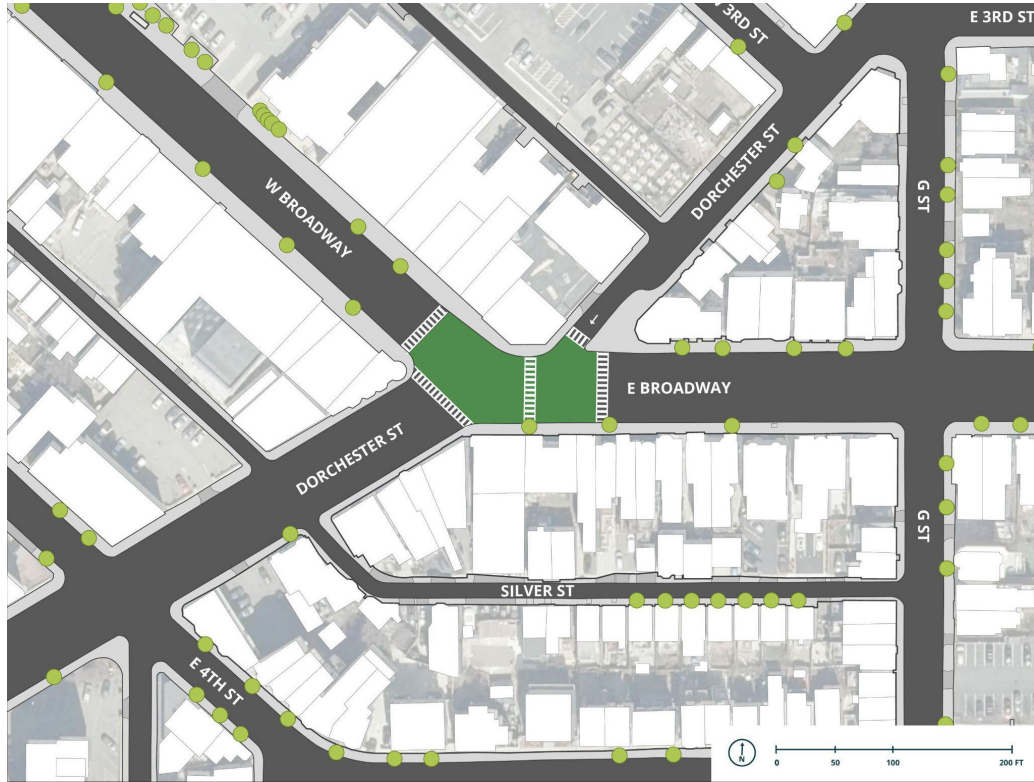 E 3RD ST
W 3RD ST
DORCHESTER ST
G ST
W BROADWAY
E BROADWAY
DORCHESTER ST
G ST
SILVER ST
E 4TH ST
N
0 50 100 200 FT